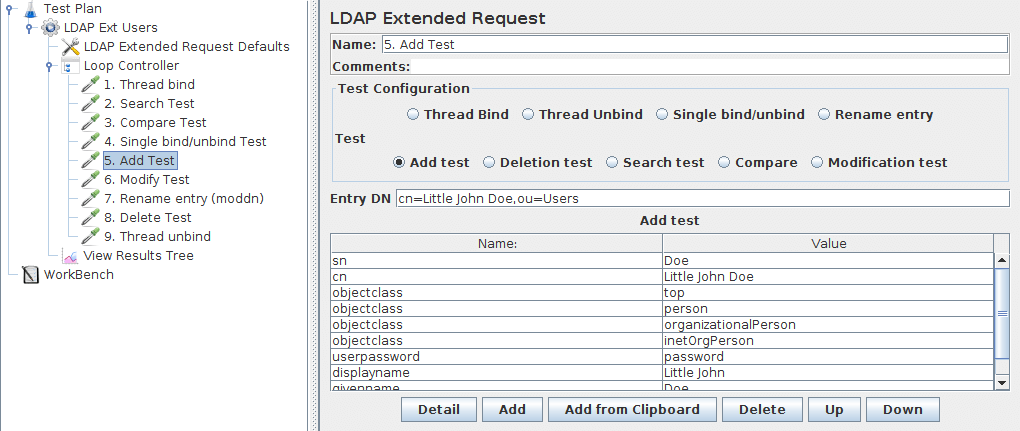 Test Plan
LDAP Ext Users
LDAP Extended Request Defaults
Loop Controller
1. Thread bind
2. Search Test
3. Compare Test
4. Single bind/unbind Test
5. Add Test
6. Modify Test
7. Rename entry (moddn)
8. Delete Test
9. Thread unbind
View Results Tree
WorkBench
LDAP Extended Request
Name: 5. Add Test
Comments:
Test Configuration
Thread Bind Thread Unbind Single bind/unbind Rename entry
Test
Add test Deletion test Search test Compare Modification test
Entry DN cn=Little John Doe,ou=Users
Add test
Name: Value
sn Doe
cn Little John Doe
objectclass top
objectclass person
objectclass organizationalPerson
objectclass inetOrgPerson
userpassword password
displayname Little John
givenname Doe
Detail Add Add from Clipboard Delete Up Down